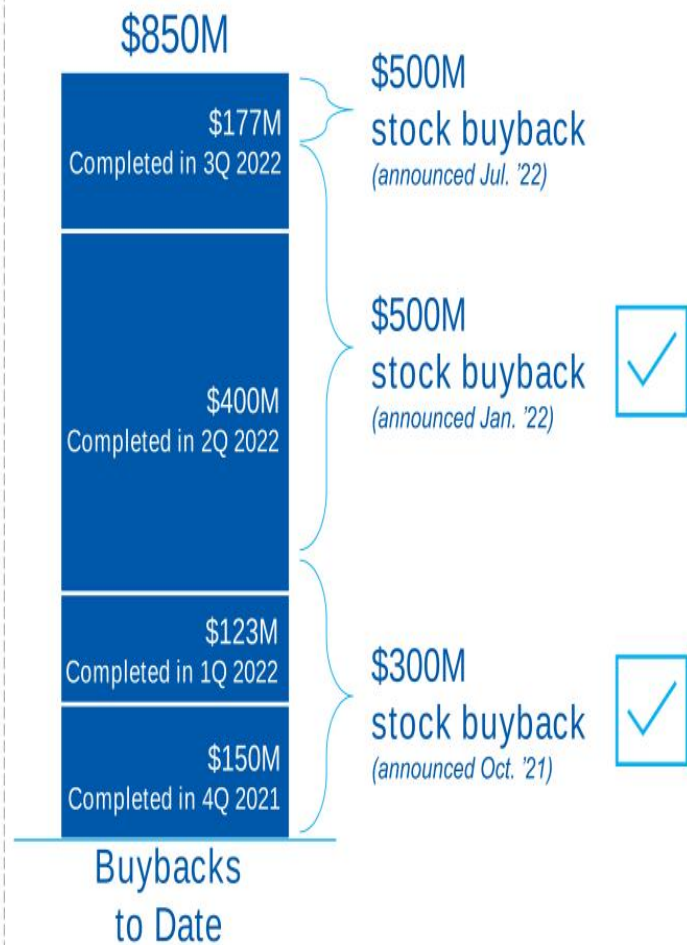 $850M
$177M
Completed in 3Q 2022
$400M
Completed in 2Q 2022
$123M
Completed in 1Q 2022
$150M
Completed in 4Q 2021
Buybacks
to Date
$500M
stock buyback
(announced Jul. '22)
$500M
stock buyback
(announced Jan. '22)
$300M
stock buyback
(announced Oct. '21)